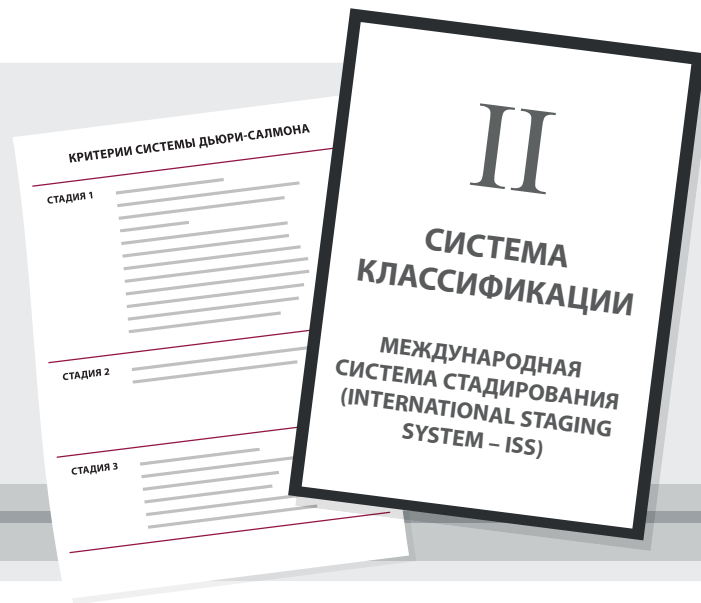 КРИТЕРИИ СИСТЕМЫ ДЬЮРИ-САЛМОНА
СТАДИЯ 1
СТАДИЯ 2
СТАДИЯ 3
II
СИСТЕМА
КЛАССИФИКАЦИИ
МЕЖДУНАРОДНАЯ
СИСТЕМА СТАДИРОВАНИЯ
(INTERNATIONAL STAGING
SYSTEM – ISS)